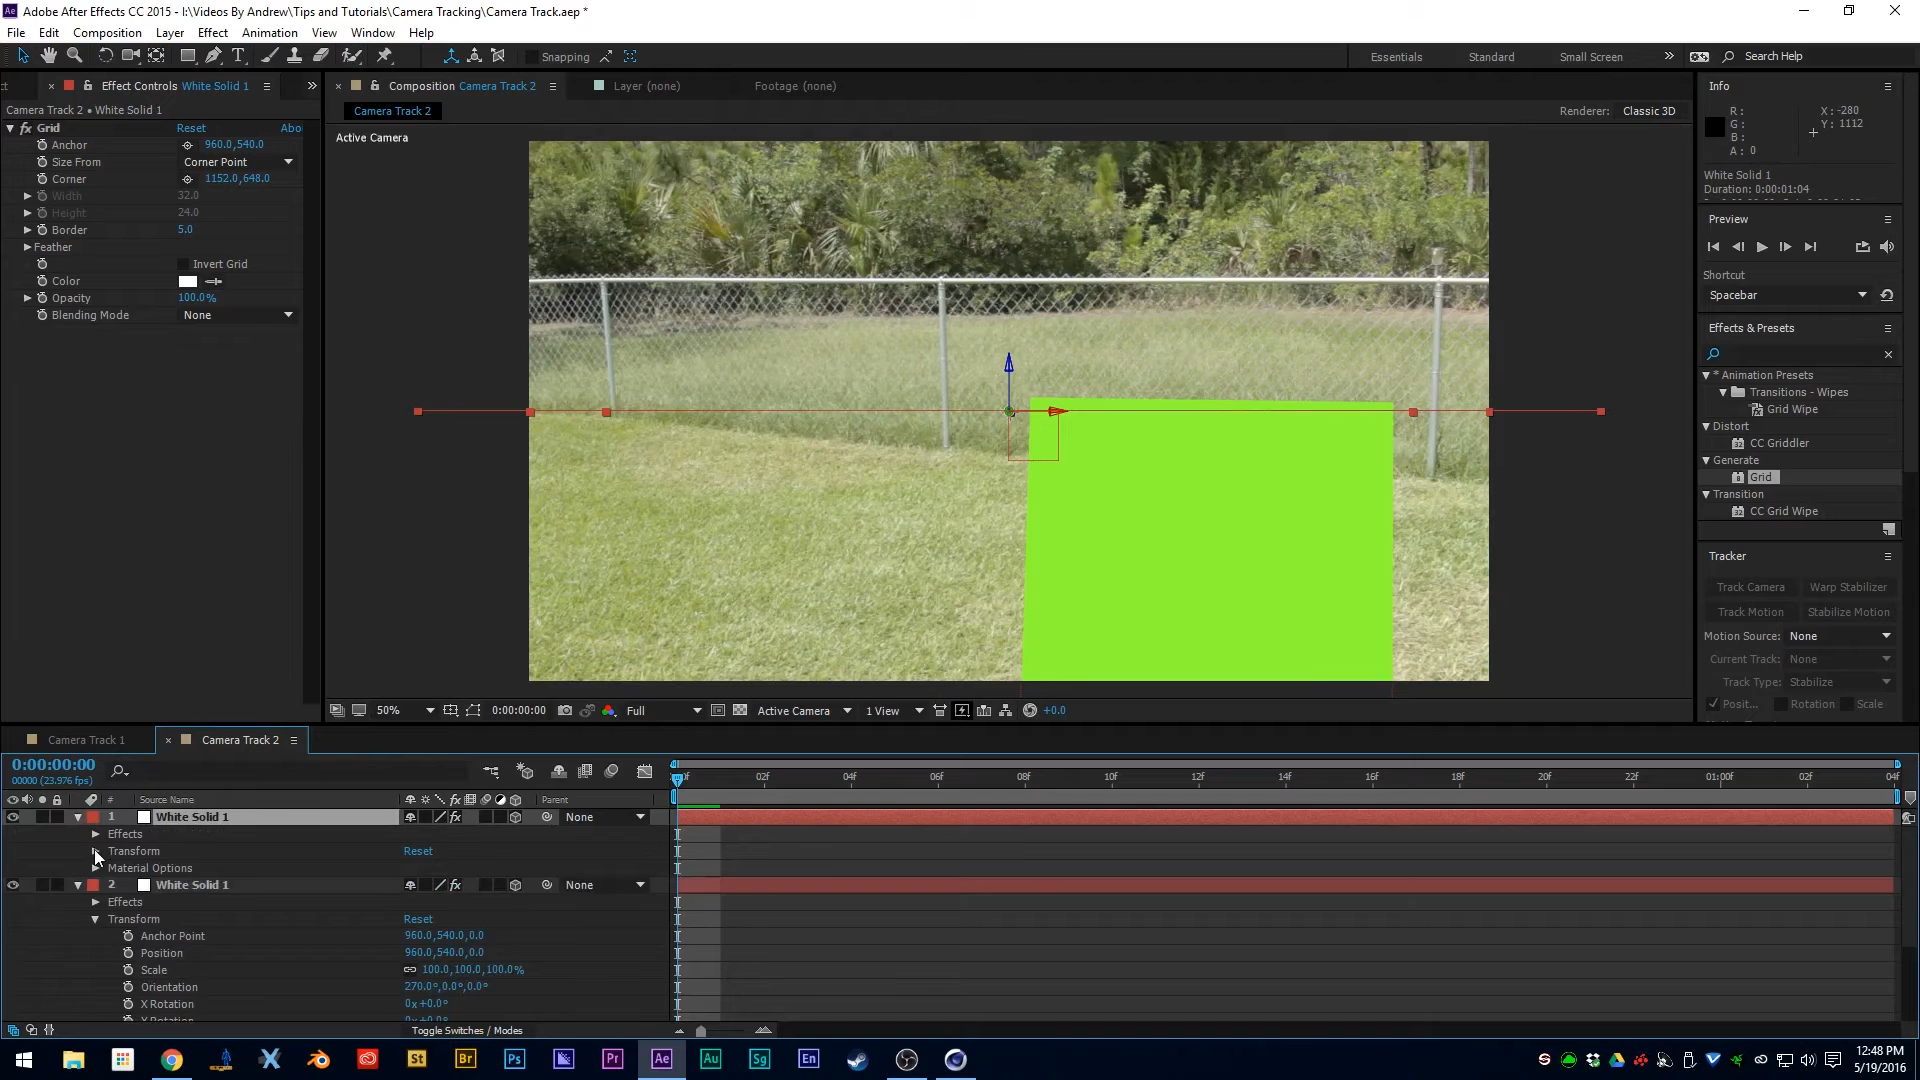 Adobe After Effects CC 2015 - I:\Videos By Andrew\Tips and Tutorials\Camera Tracking\Camera Track.aep *
File Edit Composition Layer Effect Animation View Window Help
Snapping Essentials Standard Small Screen Search Help
Effect Controls White Solid 1
Composition Camera Track 2
Layer (none)
Footage (none)
Info
Camera Track 2 • White Solid 1
Camera Track 2
Renderer: Classic 3D
Active Camera
fx Grid Reset Abo
Anchor 960.0,540.0
Size From Corner Point
Corner 1152.0,648.0
Width 32.0
Height 24.0
Border 5.0
Feather
Invert Grid
Color
Opacity 100.0%
Blending Mode None
R: X: -280
G: Y: 1112
B:
A: 0
White Solid 1
Duration: 0:00:01:04
Preview
Shortcut
Spacebar
Effects & Presets
* Animation Presets
Transitions - Wipes
Grid Wipe
Distort
CC Griddler
Generate
Grid
Transition
CC Grid Wipe
Tracker
Track Camera Warp Stabilizer
Track Motion Stabilize Motion
Motion Source: None
Current Track: None
Track Type: Stabilize
Posit... Rotation Scale
50% 0:00:00:00 Full Active Camera 1 View +0.0
Camera Track 1 Camera Track 2
0:00:00:00
00000 (23.976 fps)
02f 04f 06f 08f 10f 12f 14f 16f 18f 20f 22f 01:00f 02f 04f
# Source Name fx Parent
1 White Solid 1 fx None
Effects
Transform Reset
Material Options
2 White Solid 1 fx None
Effects
Transform Reset
Anchor Point 960.0,540.0,0.0
Position 960.0,540.0,0.0
Scale 100.0,100.0,100.0%
Orientation 270.0°,0.0°,0.0°
X Rotation 0x+0.0°
Toggle Switches / Modes
St Br Ps Pr Ae Au Sg En
12:48 PM
5/19/2016